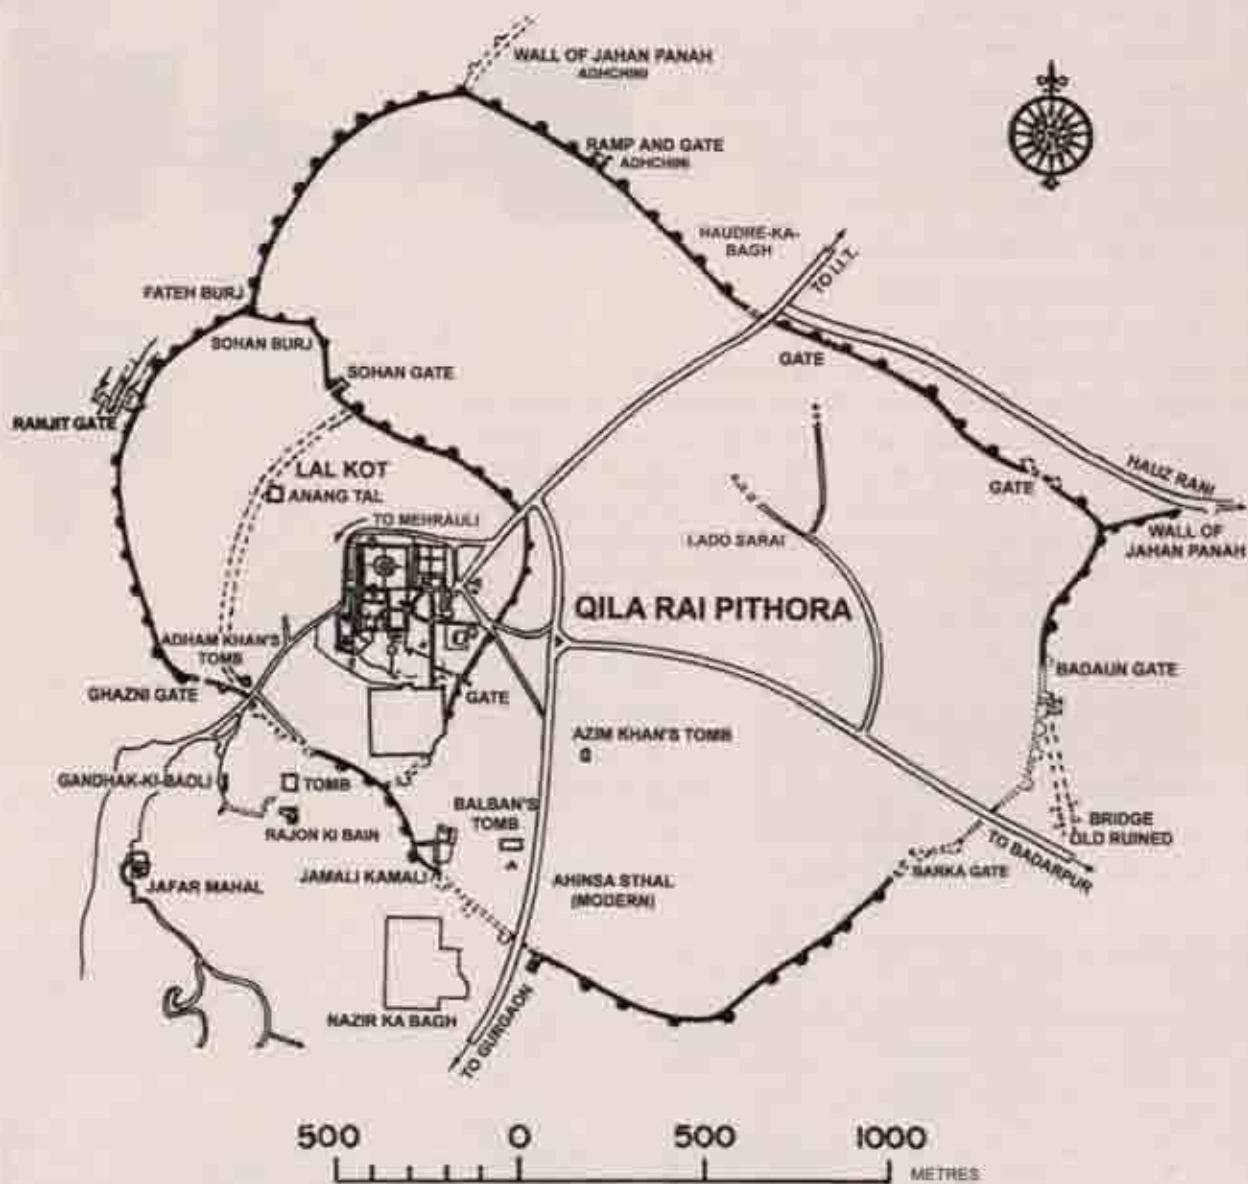 WALL OF JAHAN PANAH
ADHCHINI
RAMP AND GATE
ADHCHINI
HAUDRE-KA-
BAGH
TO I.I.T.
FATEH BURJ
SOHAN BURJ
SOHAN GATE
GATE
RANJIT GATE
LAL KOT
ANANG TAL
HAUZ RANI
GATE
TO MEHRAULI
LADO SARAI
WALL OF
JAHAN PANAH
QILA RAI PITHORA
ADHAM KHAN'S
TOMB
BADAUN GATE
GHAZNI GATE
GATE
AZIM KHAN'S TOMB
GANDHAK-KI-BAOLI
TOMB
BALBAN'S
TOMB
BRIDGE
OLD RUINED
RAJON KI BAIN
TO BADARPUR
BARKA GATE
JAFAR MAHAL
JAMALI KAMALI
AHINSA STHAL
(MODERN)
NAZIR KA BAGH
TO GURGAON
500 0 500 1000
METRES